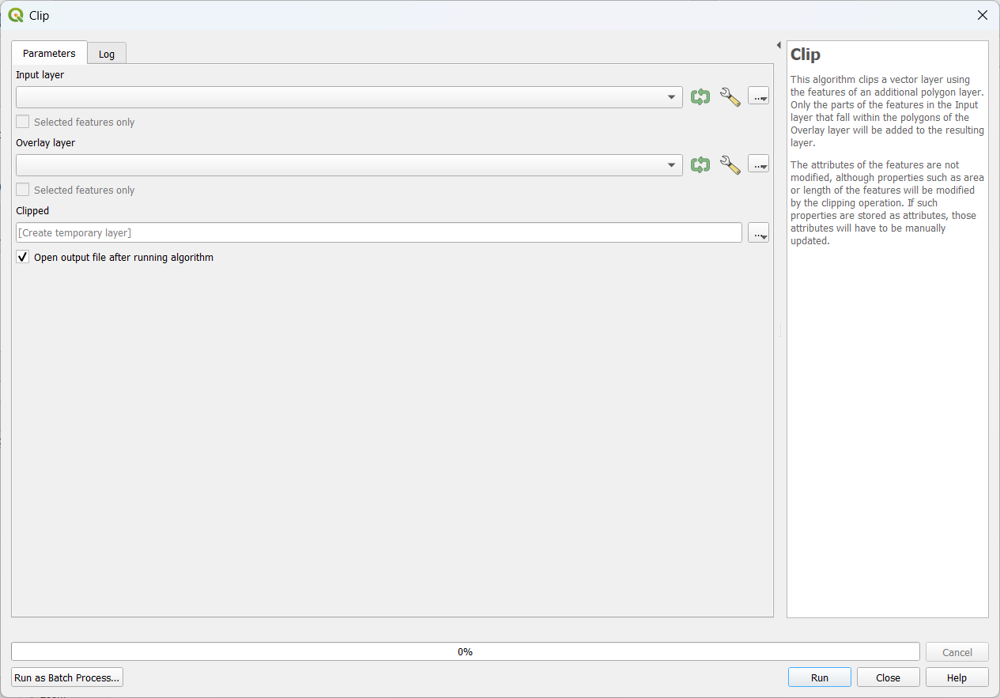 Clip
Parameters
Log
Input layer
...
Selected features only
Overlay layer
...
Selected features only
Clipped
[Create temporary layer]
...
Open output file after running algorithm
Clip
This algorithm clips a vector layer using
the features of an additional polygon layer.
Only the parts of the features in the Input
layer that fall within the polygons of the
Overlay layer will be added to the resulting
layer.
The attributes of the features are not
modified, although properties such as area
or length of the features will be modified
by the clipping operation. If such
properties are stored as attributes, those
attributes will have to be manually
updated.
0%
Cancel
Run as Batch Process...
Run
Close
Help